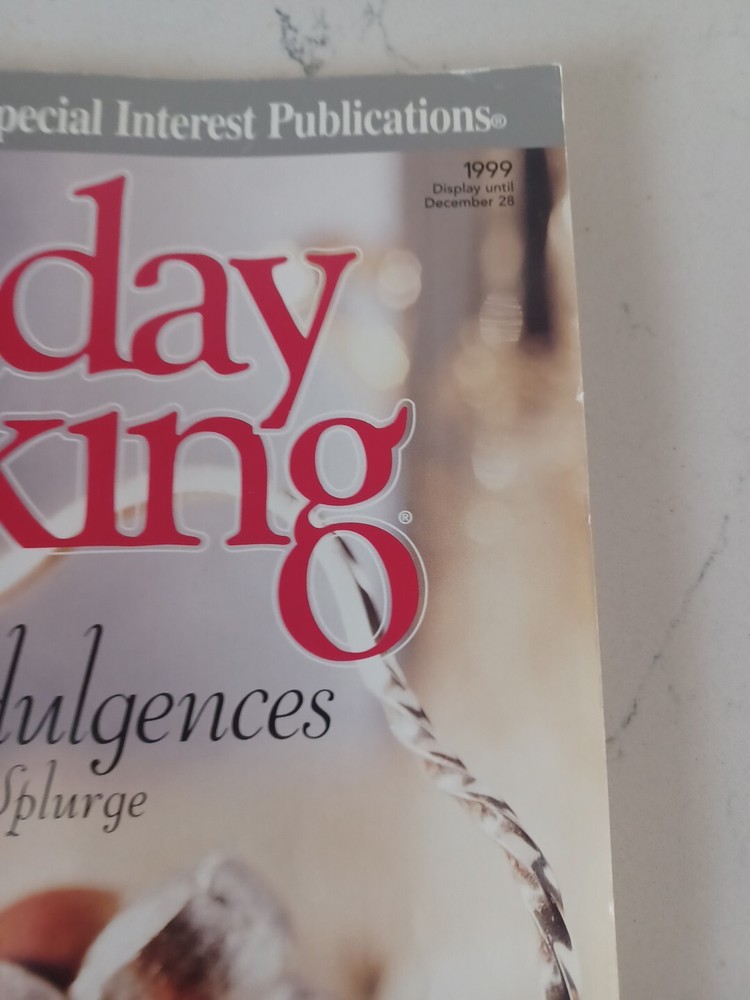 pecial Interest Publications®
1999
Display until
December 28
day
king®
dulgences
Splurge